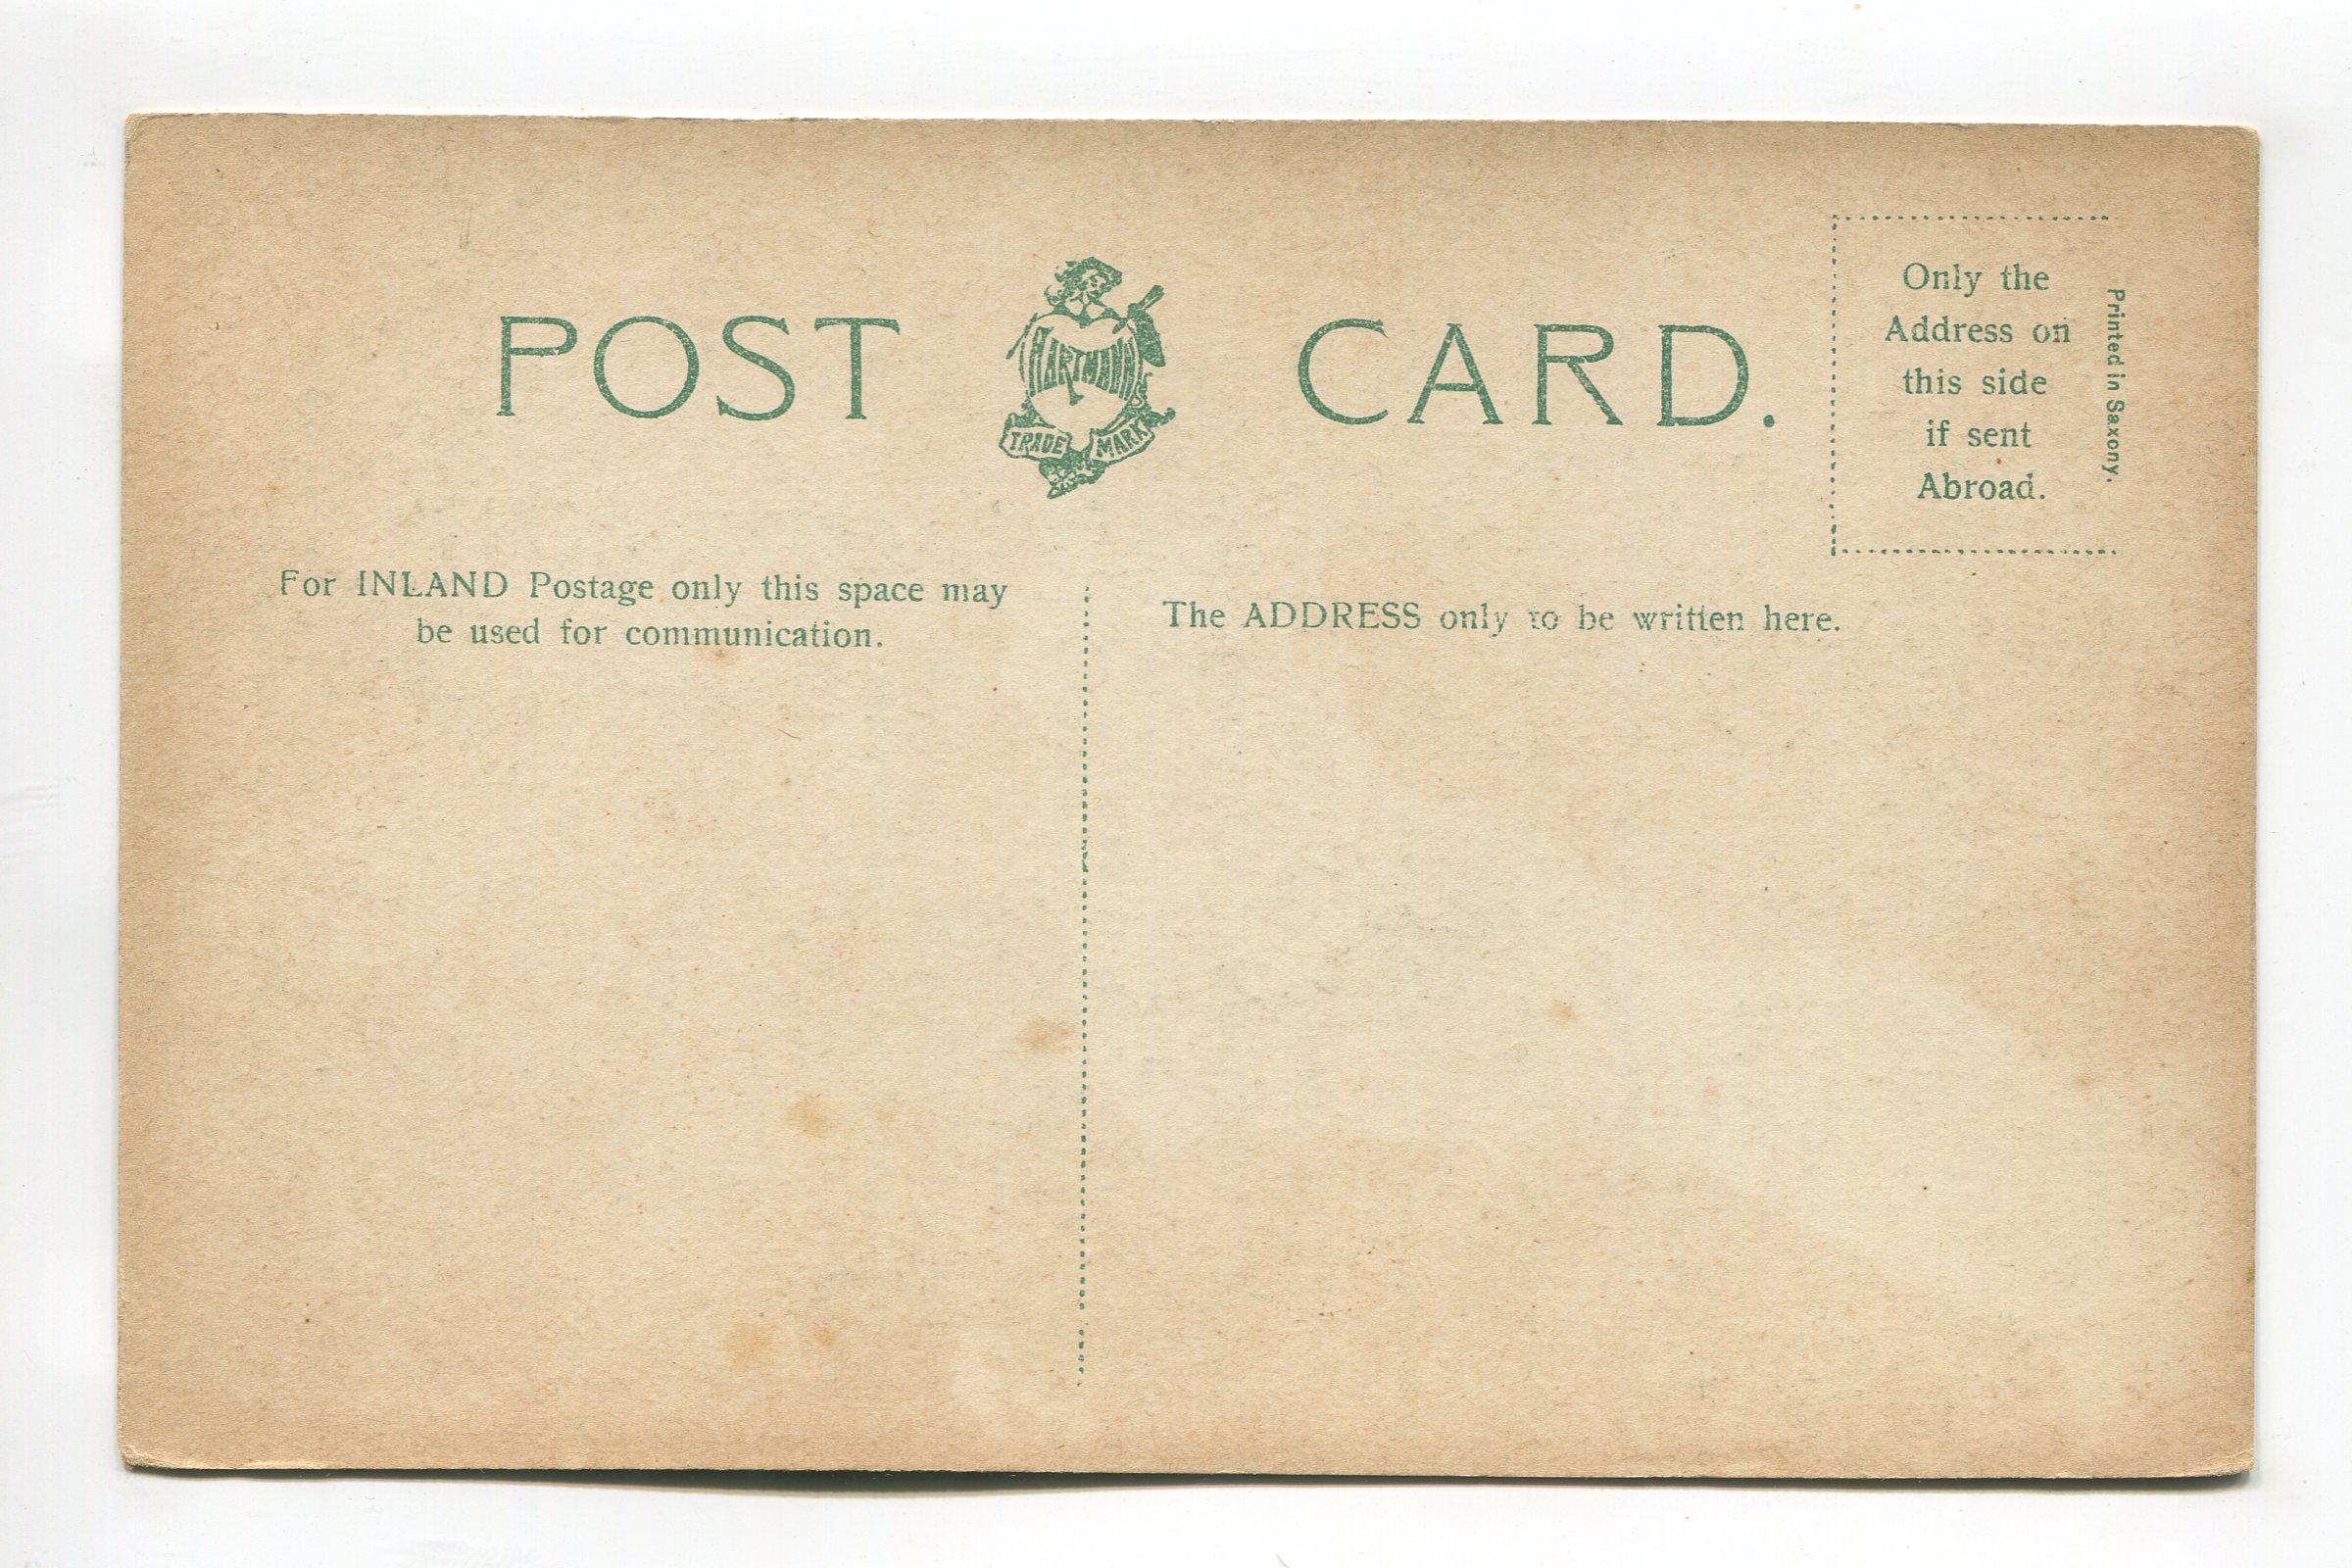 POST CARD.
HARTMANN
TRADE MARK
Only the
Address on
this side
if sent
Abroad.
Printed in Saxony.
For INLAND Postage only this space may
be used for communication.
The ADDRESS only to be written here.